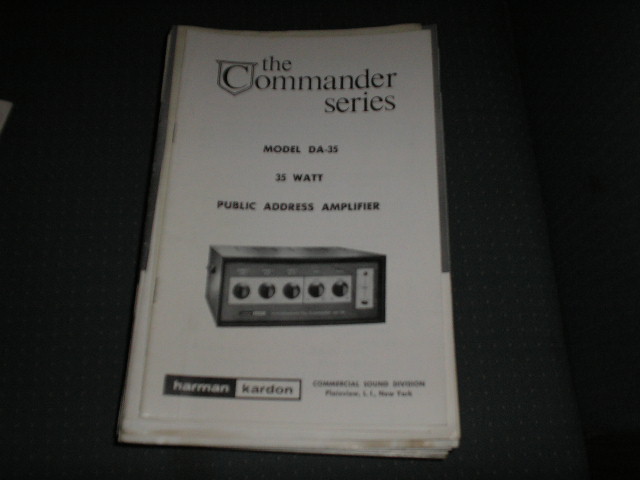 the
Commander
series
MODEL DA-35
35 WATT
PUBLIC ADDRESS AMPLIFIER
harman kardon
COMMERCIAL SOUND DIVISION
Plainview, L. I., New York